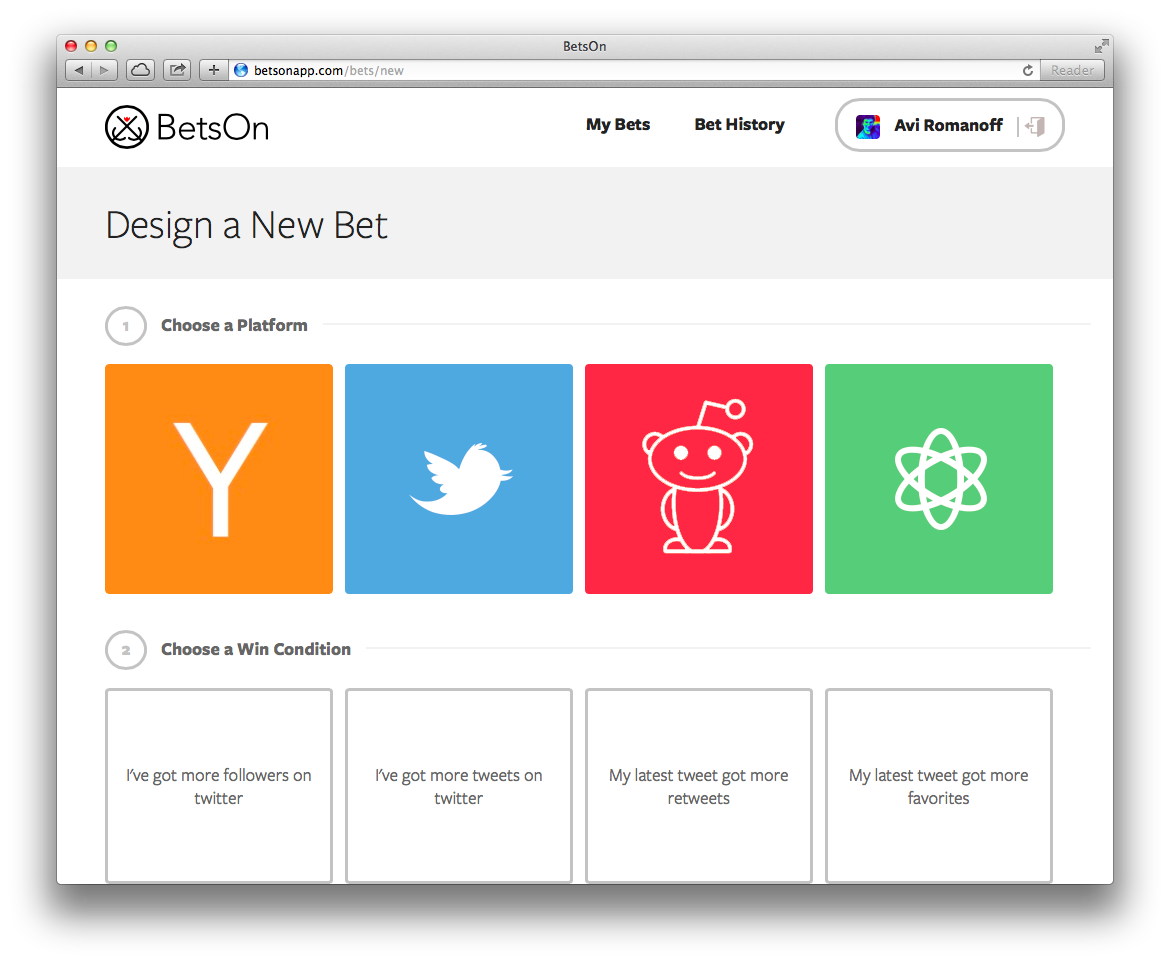 BetsOn
betsonapp.com/bets/new
Reader
BetsOn
My Bets
Bet History
Avi Romanoff
Design a New Bet
1
Choose a Platform
Y
2
Choose a Win Condition
I've got more followers on
twitter
I've got more tweets on
twitter
My latest tweet got more
retweets
My latest tweet got more
favorites